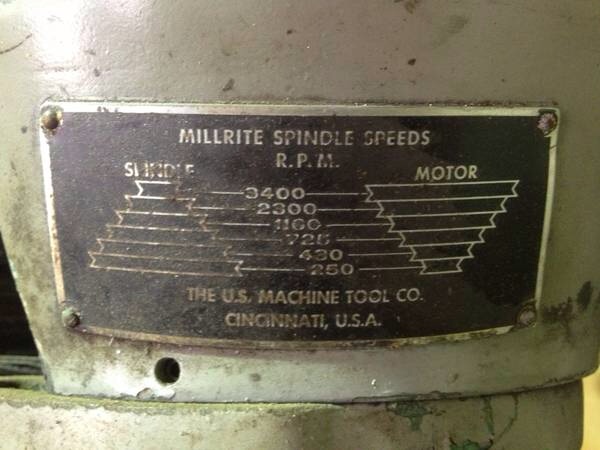 MILLRITE SPINDLE SPEEDS
R.P.M.
SPINDLE MOTOR
3400
2300
1160
725
430
250
THE U.S. MACHINE TOOL CO.
CINCINNATI, U.S.A.